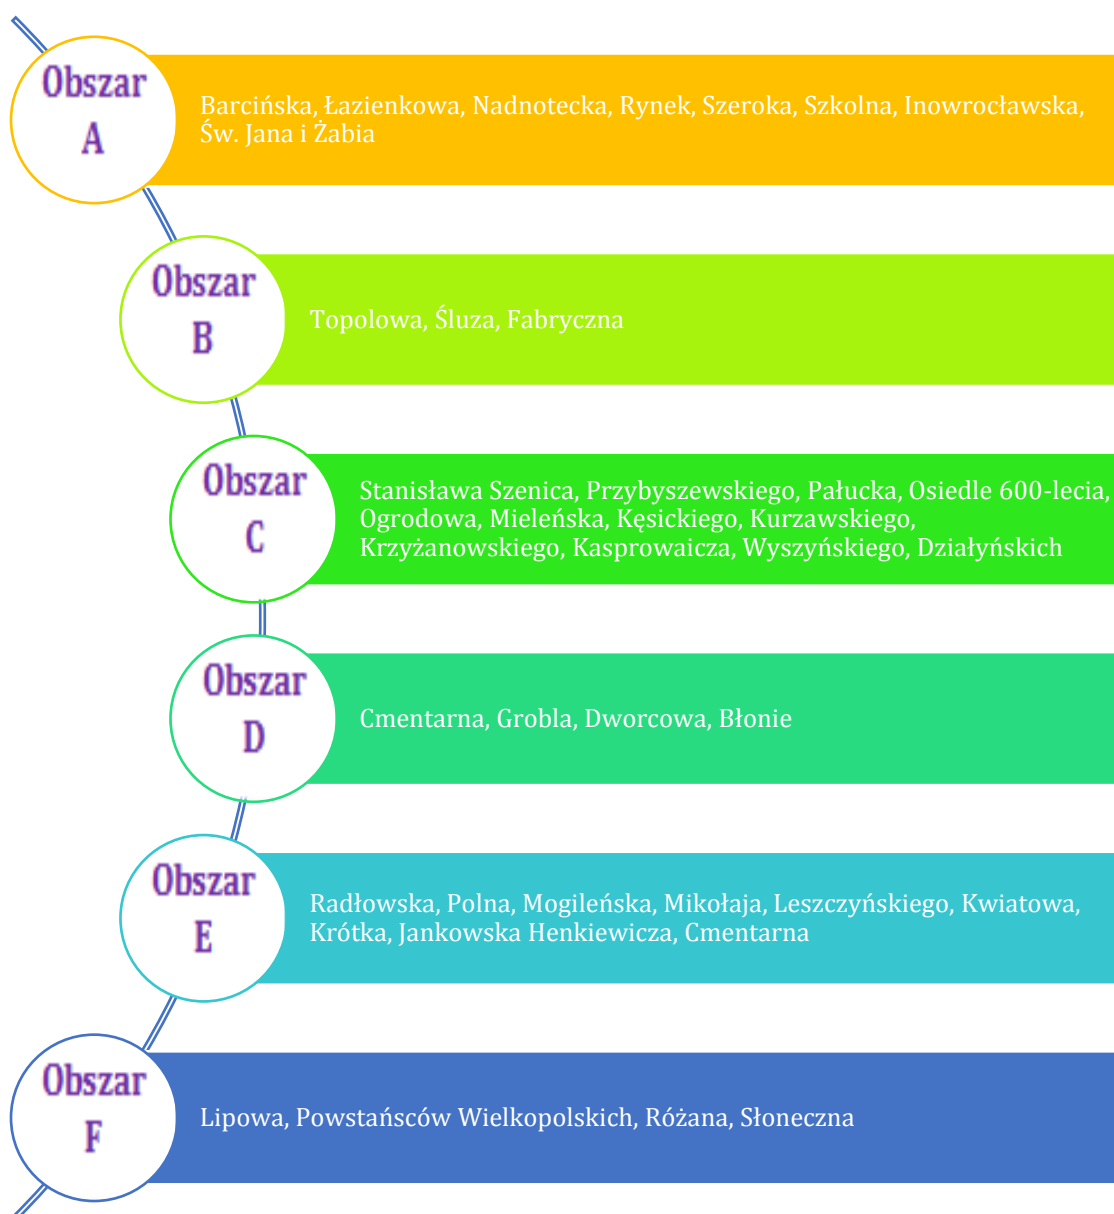 Obszar
A
Barcińska, Łazienkowa, Nadnotecka, Rynek, Szeroka, Szkolna, Inowrocławska,
Św. Jana i Żabia
Obszar
B
Topolowa, Śluza, Fabryczna
Obszar
C
Stanisława Szenica, Przybyszewskiego, Pałucka, Osiedle 600-lecia,
Ogrodowa, Mieleńska, Kęsickiego, Kurzawskiego,
Krzyżanowskiego, Kasprowaicza, Wyszyńskiego, Działyńskich
Obszar
D
Cmentarna, Grobla, Dworcowa, Błonie
Obszar
E
Radłowska, Polna, Mogileńska, Mikołaja, Leszczyńskiego, Kwiatowa,
Krótka, Jankowska Henkiewicza, Cmentarna
Obszar
F
Lipowa, Powstańsców Wielkopolskich, Różana, Słoneczna